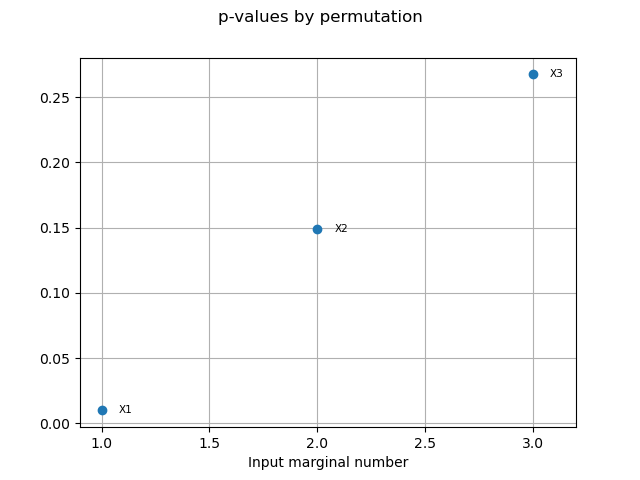 p-values by permutation
0.25
0.20
0.15
0.10
0.05
0.00
X3
X2
X1
1.0 1.5 2.0 2.5 3.0
Input marginal number